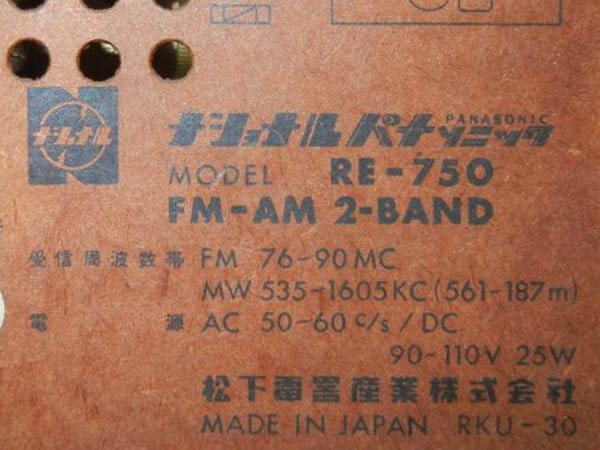 ナショナル
ナショナル パナソニック PANASONIC
MODEL RE-750
FM-AM 2-BAND
受信周波数帯 FM 76-90MC
MW 535-1605KC (561-187m)
電源 AC 50-60 c/s / DC
90-110V 25W
松下電器産業株式会社
MADE IN JAPAN RKU-30